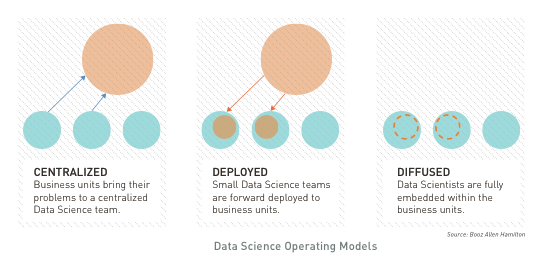 CENTRALIZED
Business units bring their
problems to a centralized
Data Science team.
DEPLOYED
Small Data Science teams
are forward deployed to
business units.
DIFFUSED
Data Scientists are fully
embedded within the
business units.
Source: Booz Allen Hamilton
Data Science Operating Models